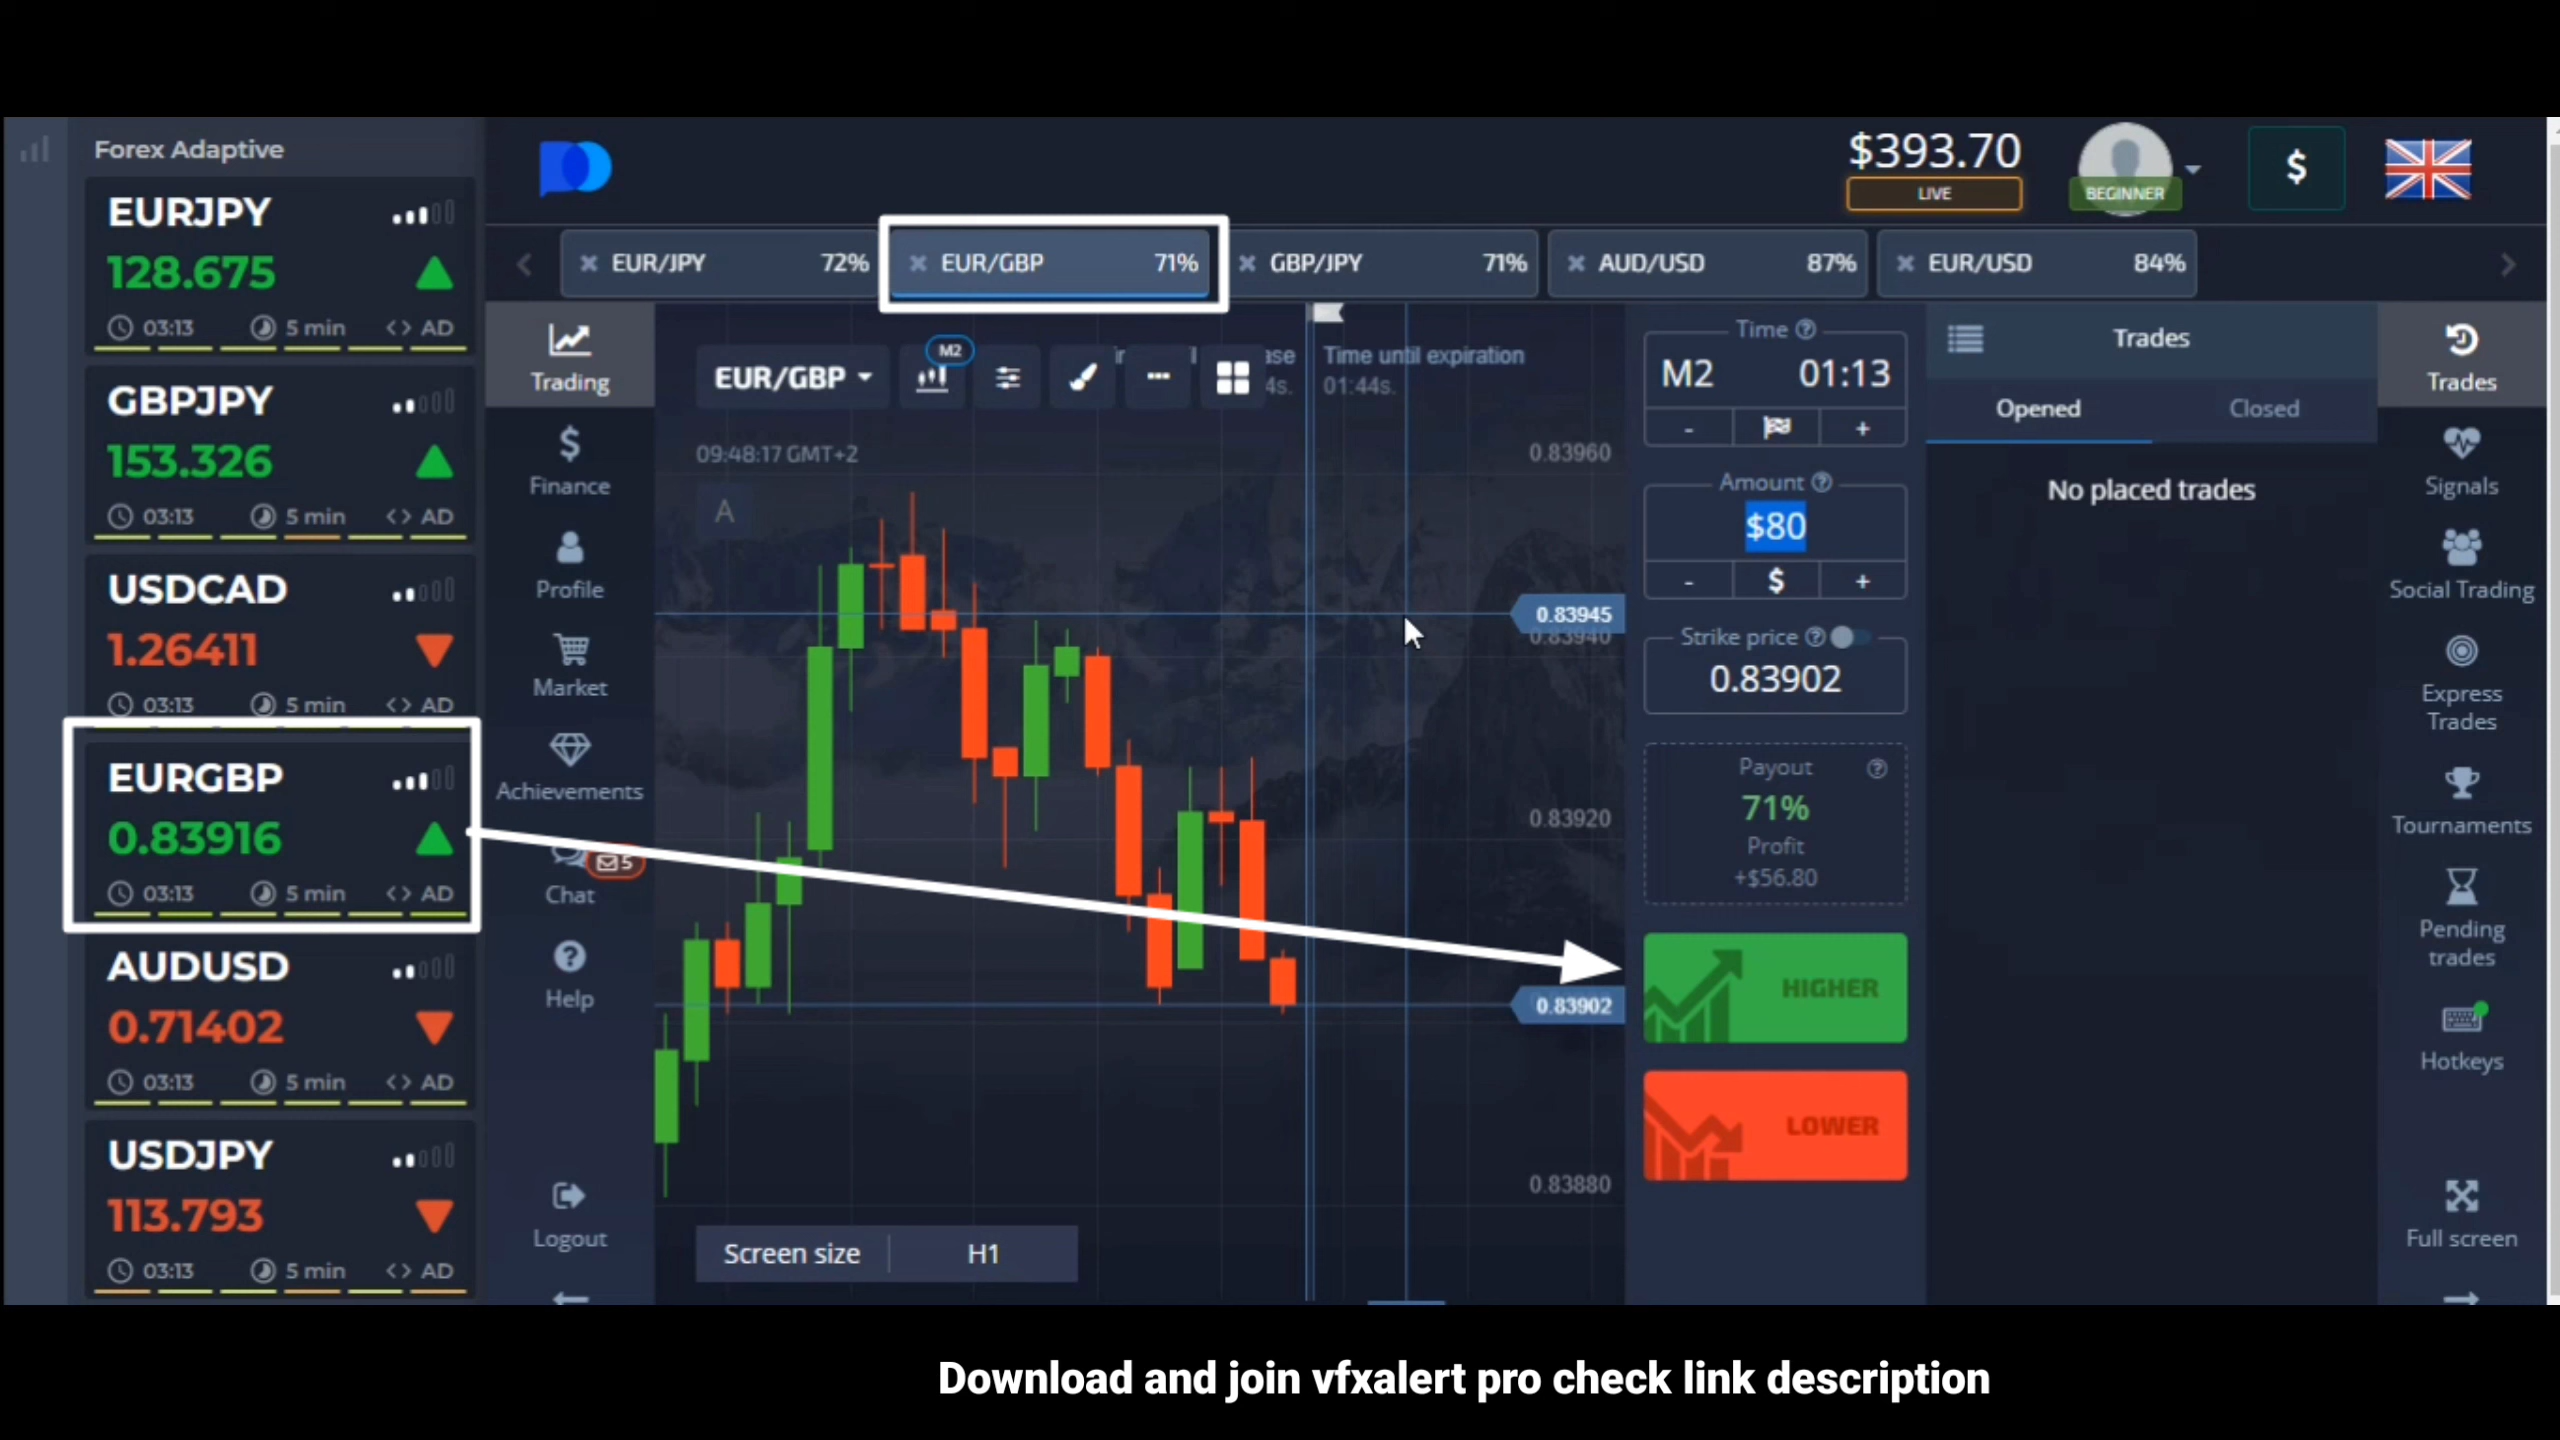 Forex Adaptive
EURJPY
128.675
03:13 5 min <> AD
GBPJPY
153.326
03:13 5 min <> AD
USDCAD
1.26411
03:13 5 min <> AD
EURGBP
0.83916
03:13 5 min <> AD
AUDUSD
0.71402
03:13 5 min <> AD
USDJPY
113.793
03:13 5 min <> AD
$393.70
LIVE
BEGINNER
$
EUR/JPY 72%
EUR/GBP 71%
GBP/JPY 71%
AUD/USD 87%
EUR/USD 84%
Trading
Finance
Profile
Market
Achievements
5
Chat
Help
Logout
EUR/GBP
M2
Time until expiration
01:44s.
09:48:17 GMT+2
A
0.83960
0.83945
0.83940
0.83920
0.83902
0.83880
Screen size H1
Time
M2 01:13
- +
Amount
$80
- $ +
Strike price
0.83902
Payout
71%
Profit
+$56.80
HIGHER
LOWER
Trades
Opened Closed
No placed trades
Trades
Signals
Social Trading
Express
Trades
Tournaments
Pending
trades
Hotkeys
Full screen
Download and join vfxalert pro check link description